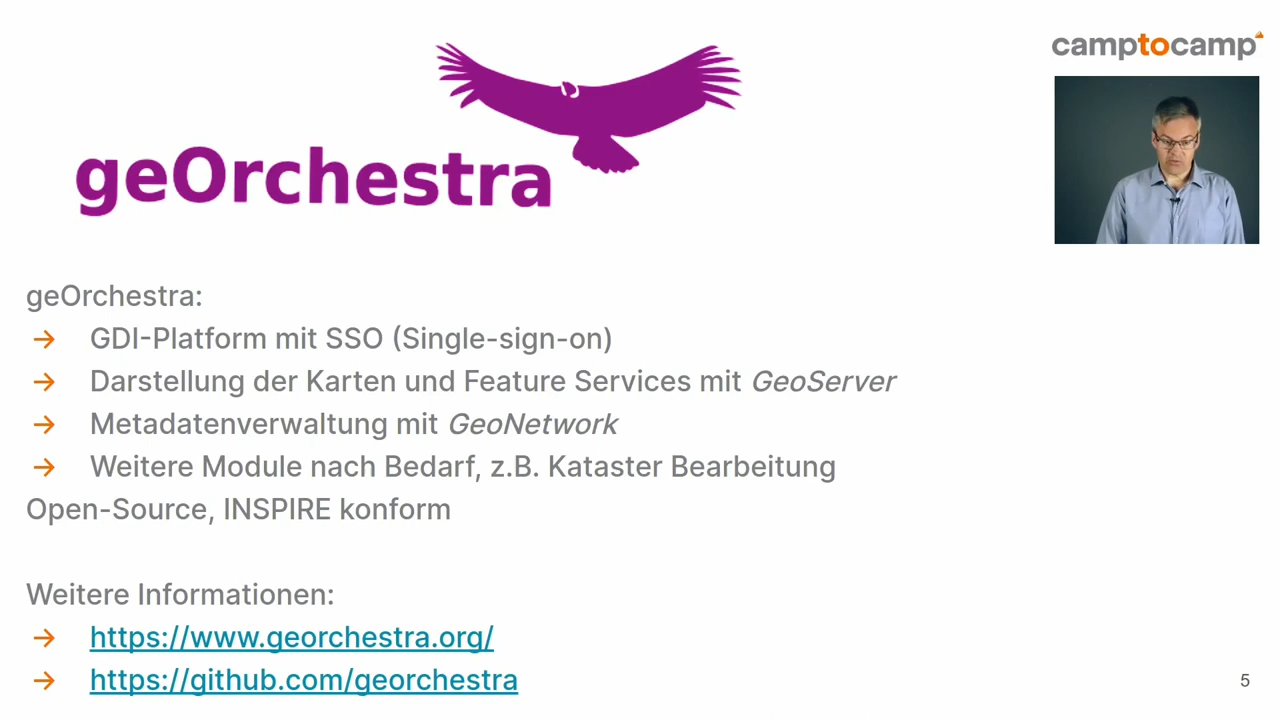 camptocamp
geOrchestra
geOrchestra:
→ GDI-Platform mit SSO (Single-sign-on)
→ Darstellung der Karten und Feature Services mit GeoServer
→ Metadatenverwaltung mit GeoNetwork
→ Weitere Module nach Bedarf, z.B. Kataster Bearbeitung
Open-Source, INSPIRE konform
Weitere Informationen:
→ https://www.georchestra.org/
→ https://github.com/georchestra
5